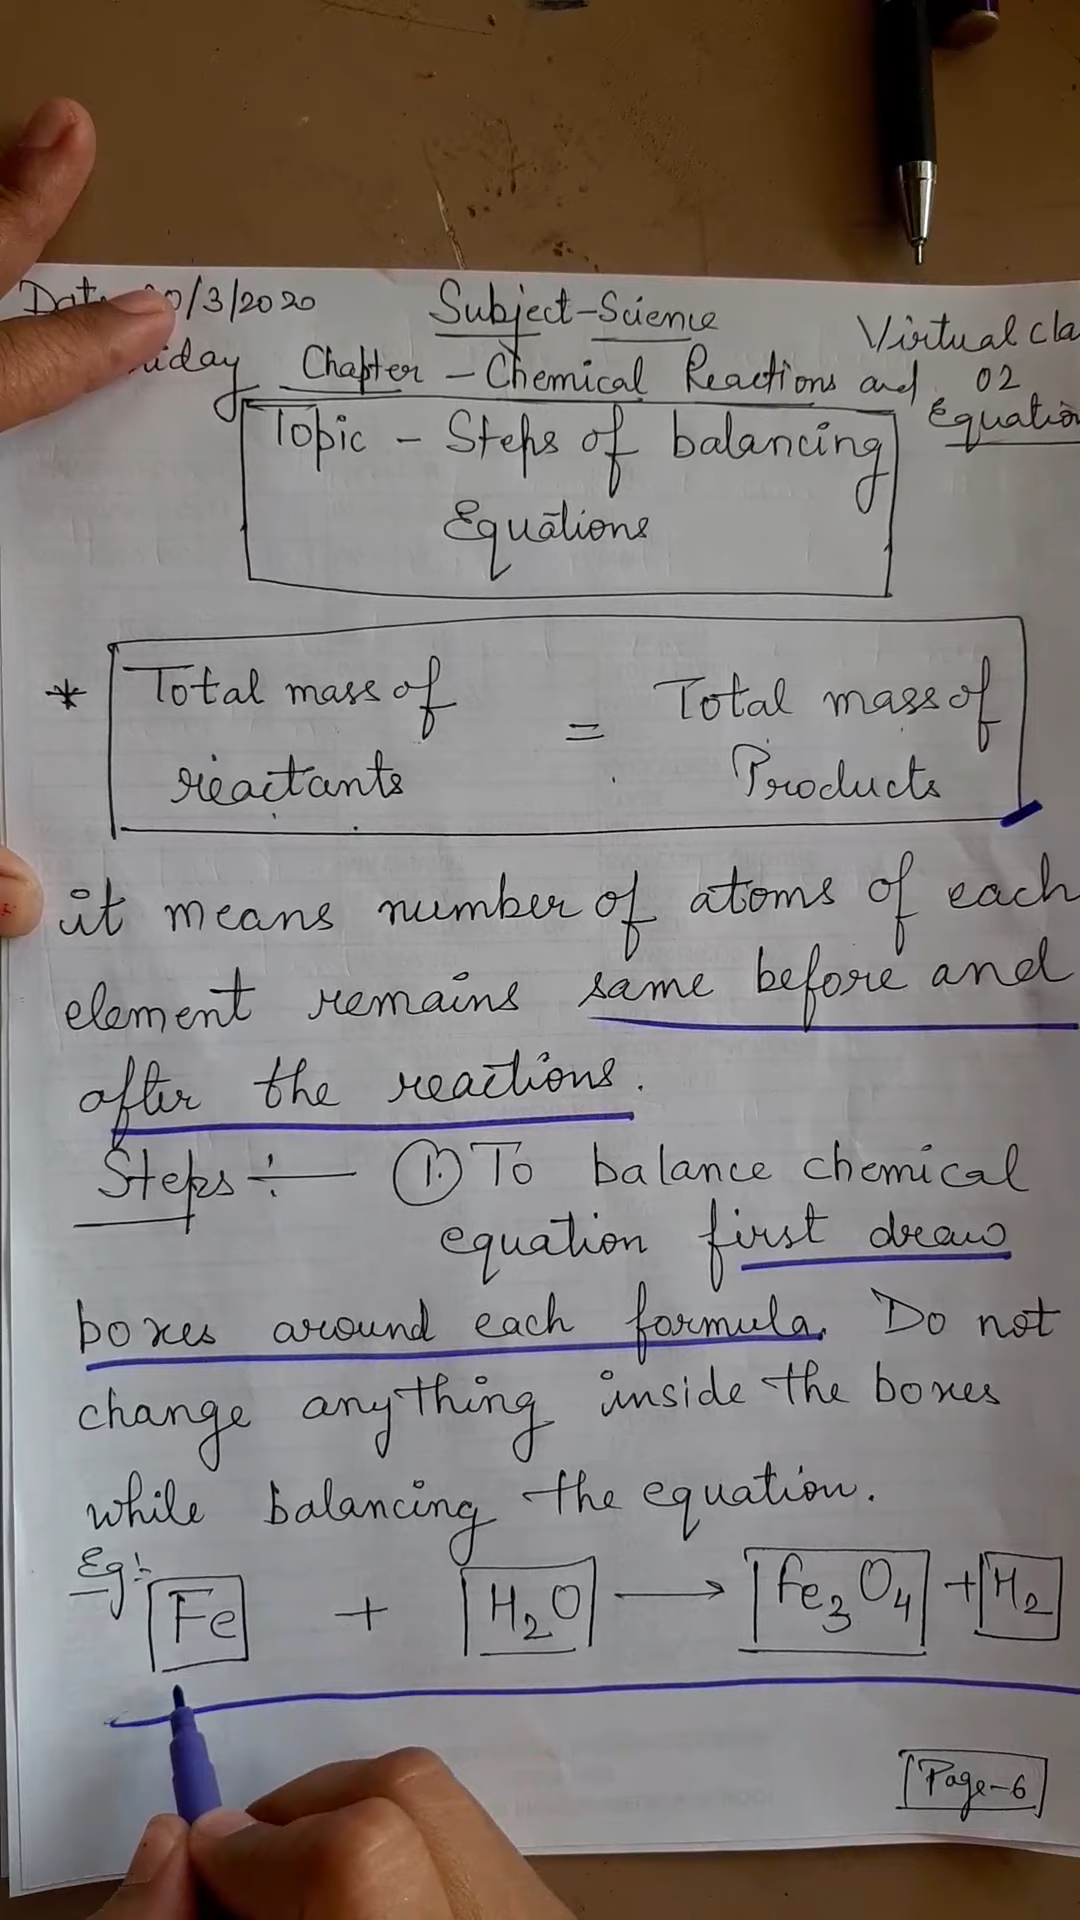 /3/2020 Subject-Science Virtual
Chapter - Chemical Reactions and 02
Equation
Topic - Steps of balancing
Equations
* Total mass of = Total mass of
reactants Products
it means number of atoms of each
element remains same before and
after the reactions.
Steps :- 1. To balance chemical
equation first draw
boxes around each formula. Do not
change anything inside the boxes
while balancing the equation.
Eg:-
Fe + H₂O → Fe₃O₄ + H₂
Page-6